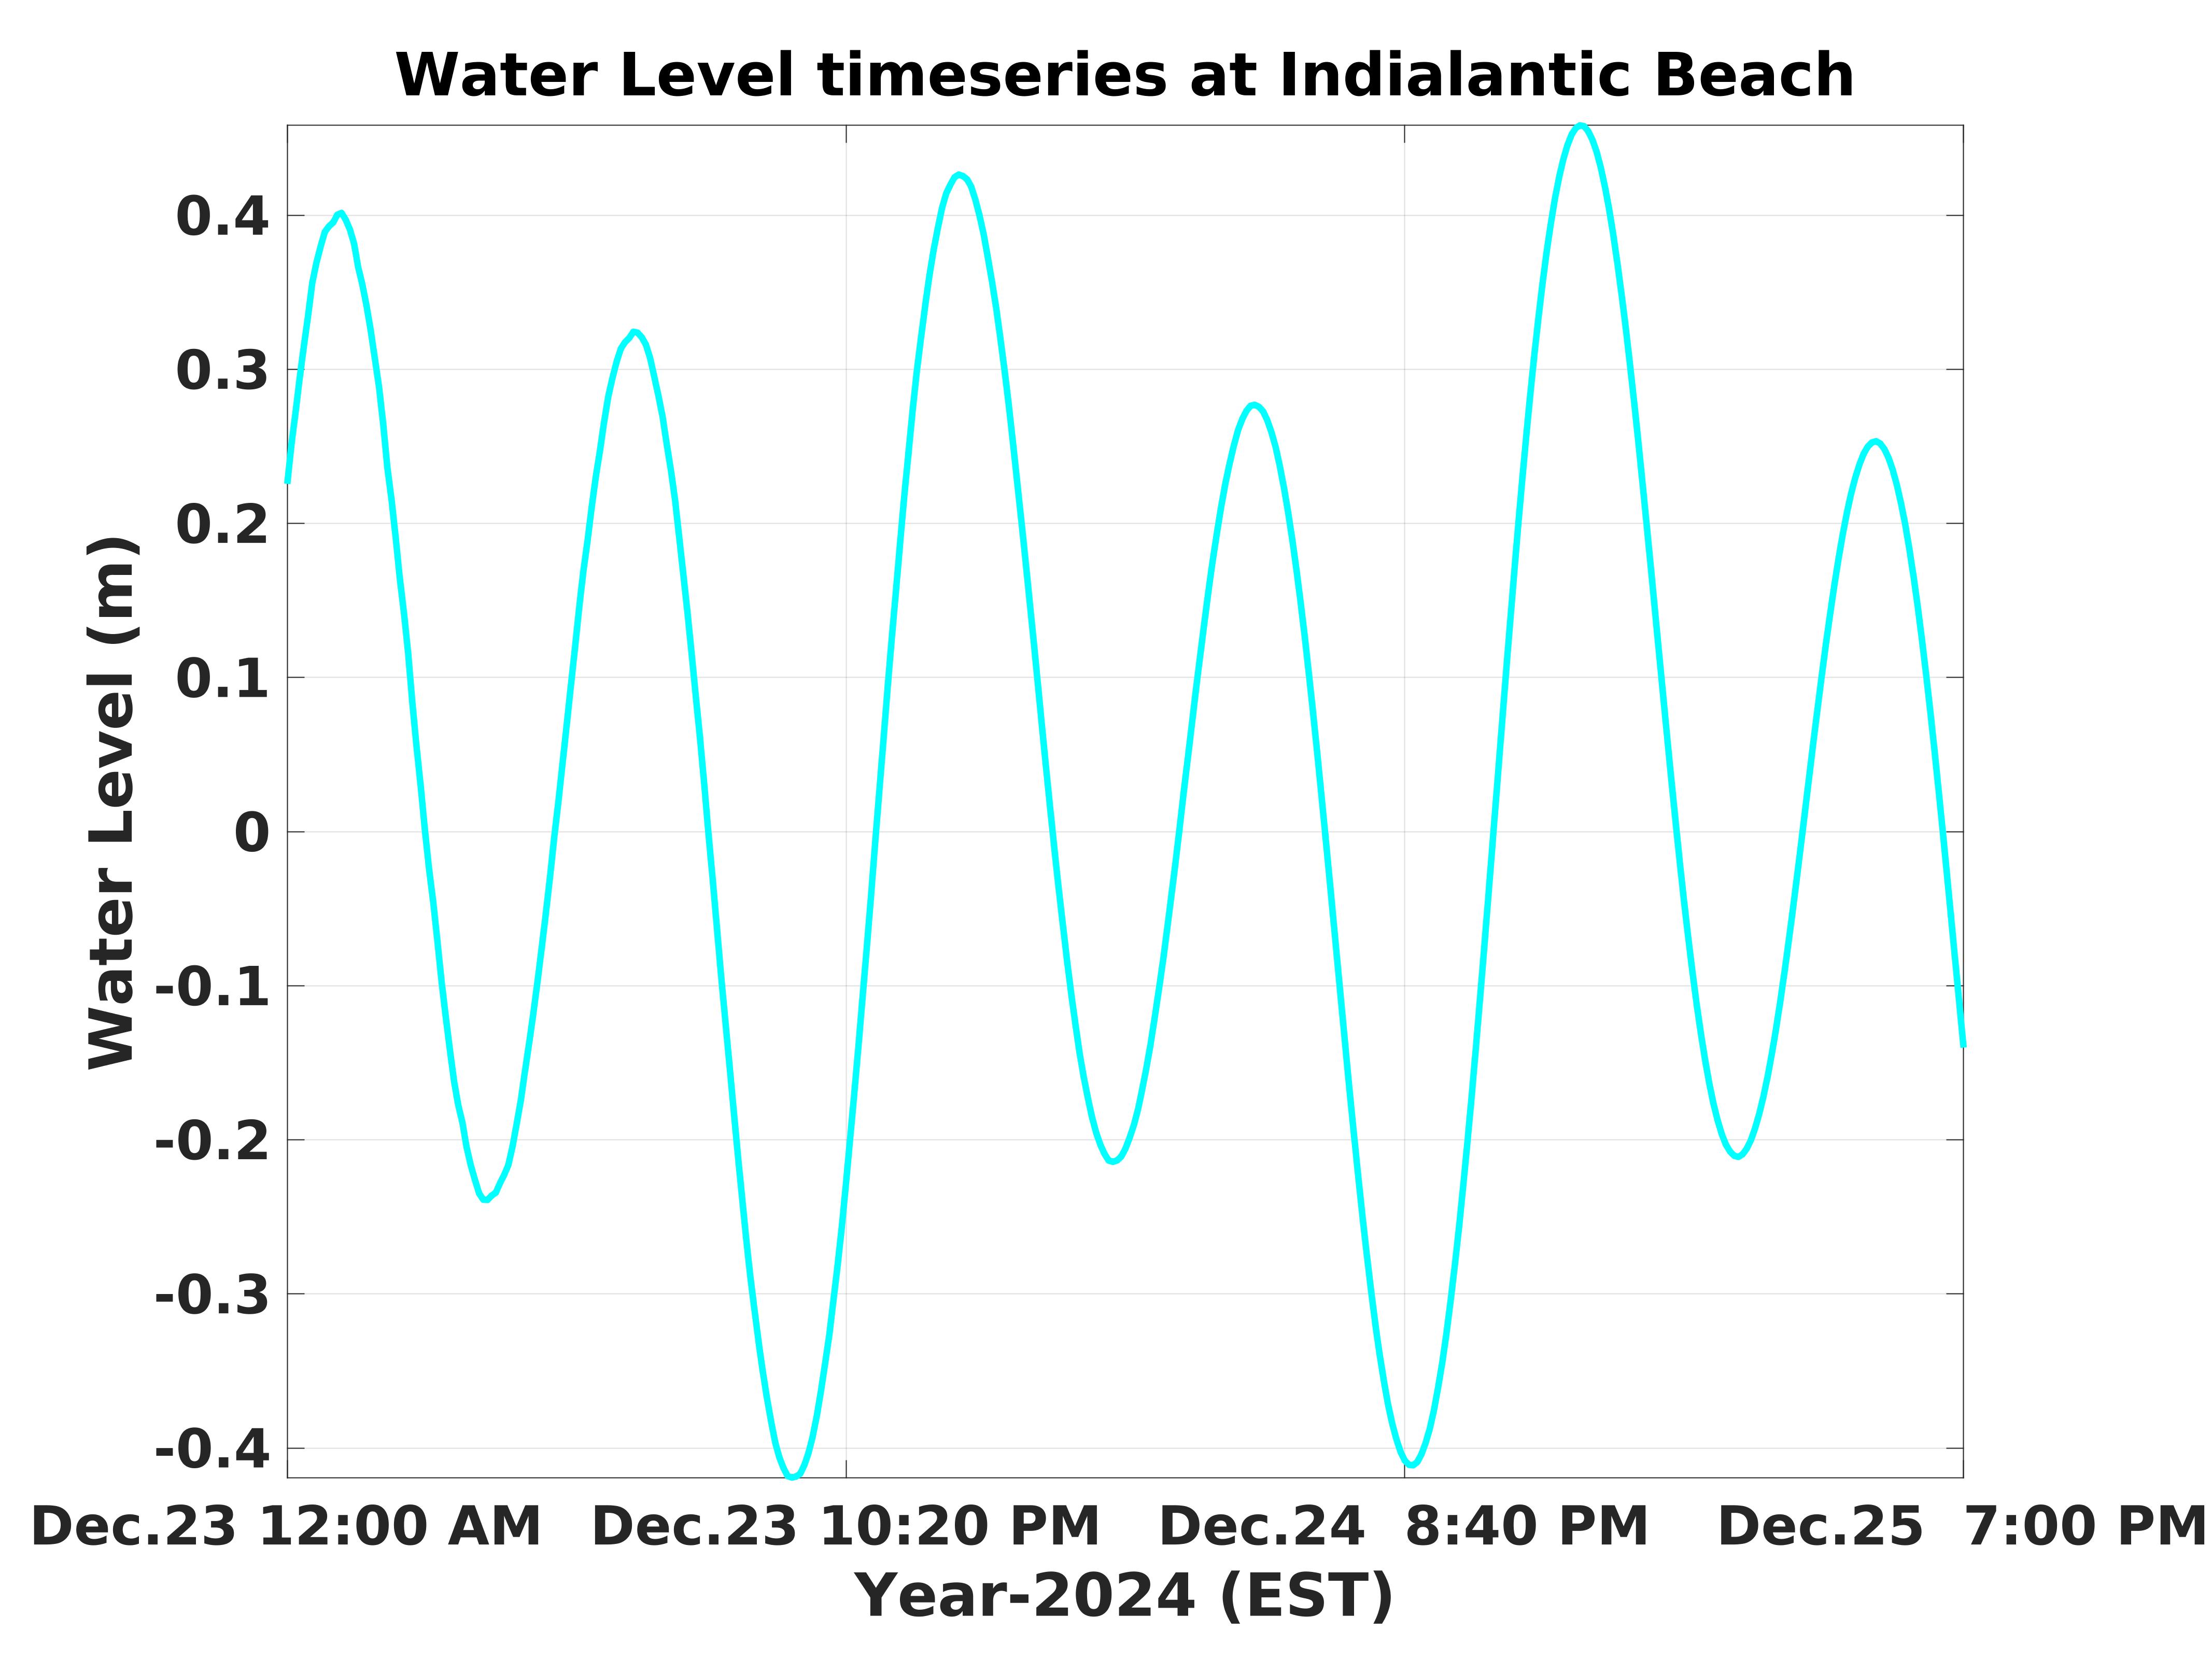 Water Level timeseries at Indialantic Beach
0.4
0.3
0.2
0.1
0
-0.1
-0.2
-0.3
-0.4
Water Level (m)
Dec.23 12:00 AM Dec.23 10:20 PM Dec.24 8:40 PM Dec.25 7:00 PM
Year-2024 (EST)